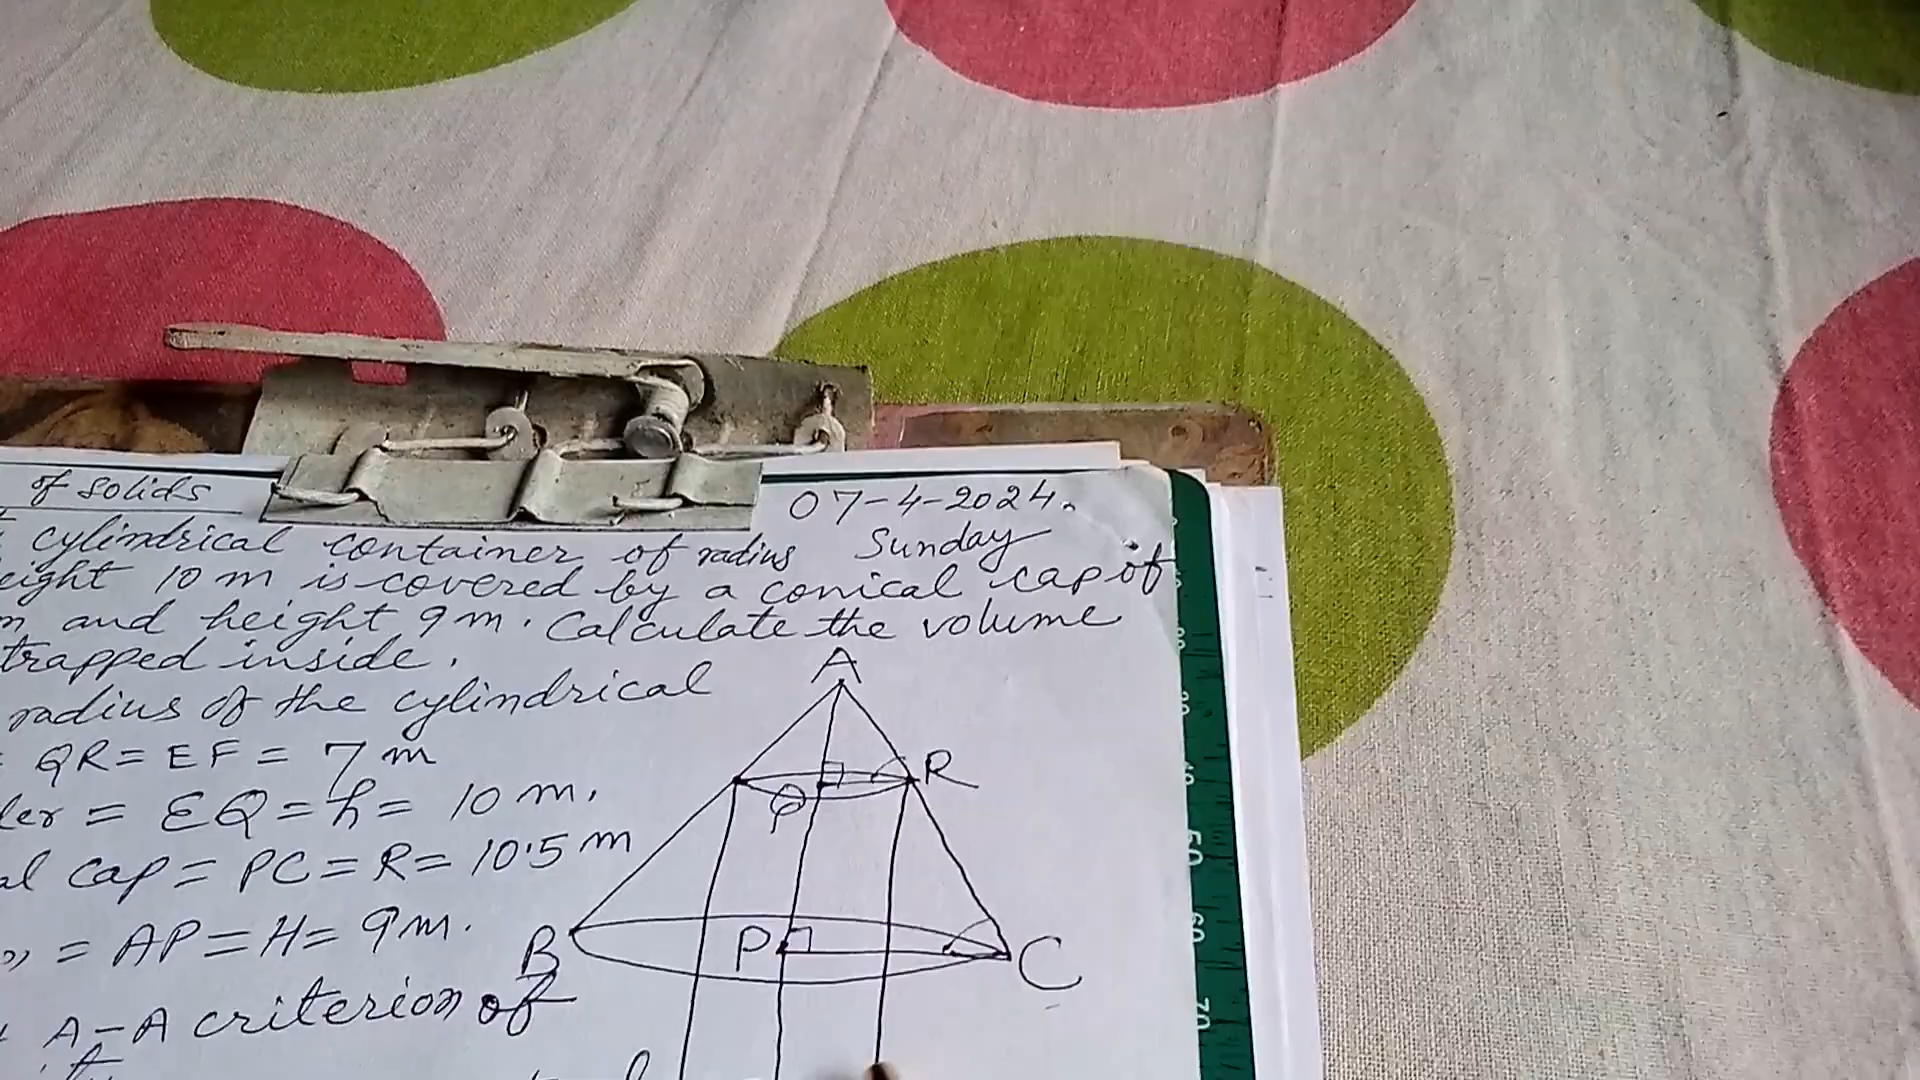 of solids
07-4-2024.
Sunday
cylindrical container of radius
eight 10 m is covered by a conical cap of
m and height 9 m. Calculate the volume
trapped inside.
radius of the cylindrical
= QR = EF = 7 m
der = EQ = h = 10 m.
al cap = PC = R = 10.5 m
,, = AP = H = 9 m.
A-A criterion of
A
R
Q
B
P
C
40
50
60
70